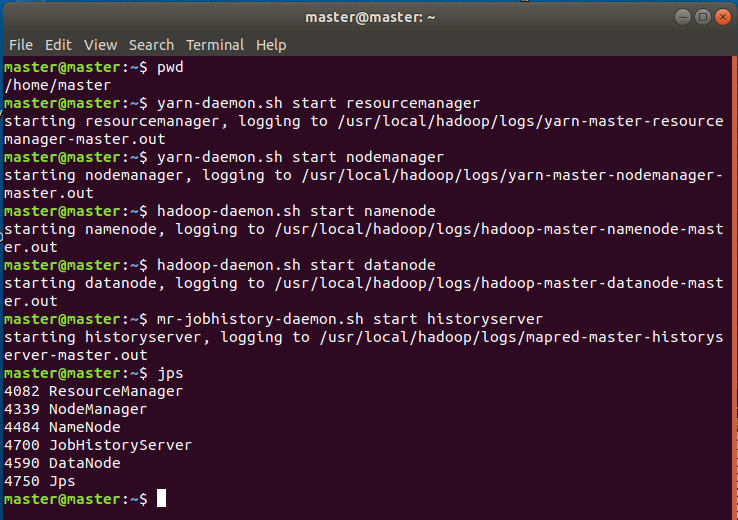 master@master: ~
File Edit View Search Terminal Help
master@master:~$ pwd
/home/master
master@master:~$ yarn-daemon.sh start resourcemanager
starting resourcemanager, logging to /usr/local/hadoop/logs/yarn-master-resource
manager-master.out
master@master:~$ yarn-daemon.sh start nodemanager
starting nodemanager, logging to /usr/local/hadoop/logs/yarn-master-nodemanager-
master.out
master@master:~$ hadoop-daemon.sh start namenode
starting namenode, logging to /usr/local/hadoop/logs/hadoop-master-namenode-mast
er.out
master@master:~$ hadoop-daemon.sh start datanode
starting datanode, logging to /usr/local/hadoop/logs/hadoop-master-datanode-mast
er.out
master@master:~$ mr-jobhistory-daemon.sh start historyserver
starting historyserver, logging to /usr/local/hadoop/logs/mapred-master-historys
erver-master.out
master@master:~$ jps
4082 ResourceManager
4339 NodeManager
4484 NameNode
4700 JobHistoryServer
4590 DataNode
4750 Jps
master@master:~$